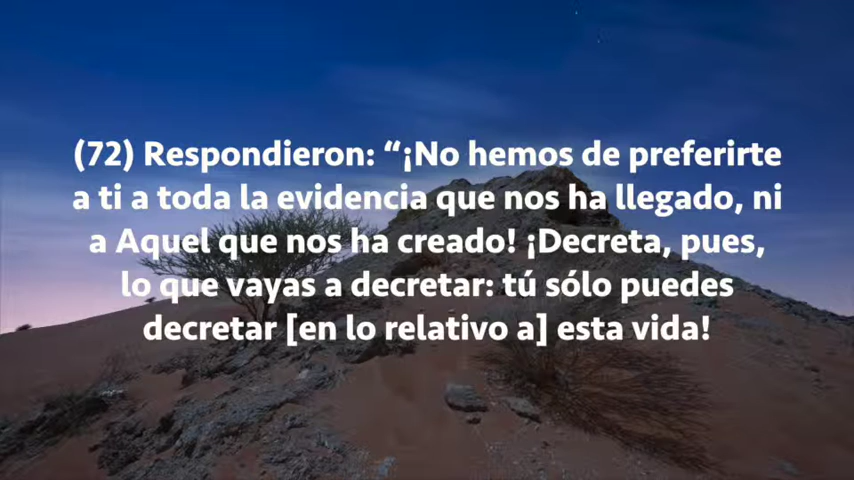 (72) Respondieron: “¡No hemos de preferirte
a ti a toda la evidencia que nos ha llegado, ni
a Aquel que nos ha creado! ¡Decreta, pues,
lo que vayas a decretar: tú sólo puedes
decretar [en lo relativo a] esta vida!